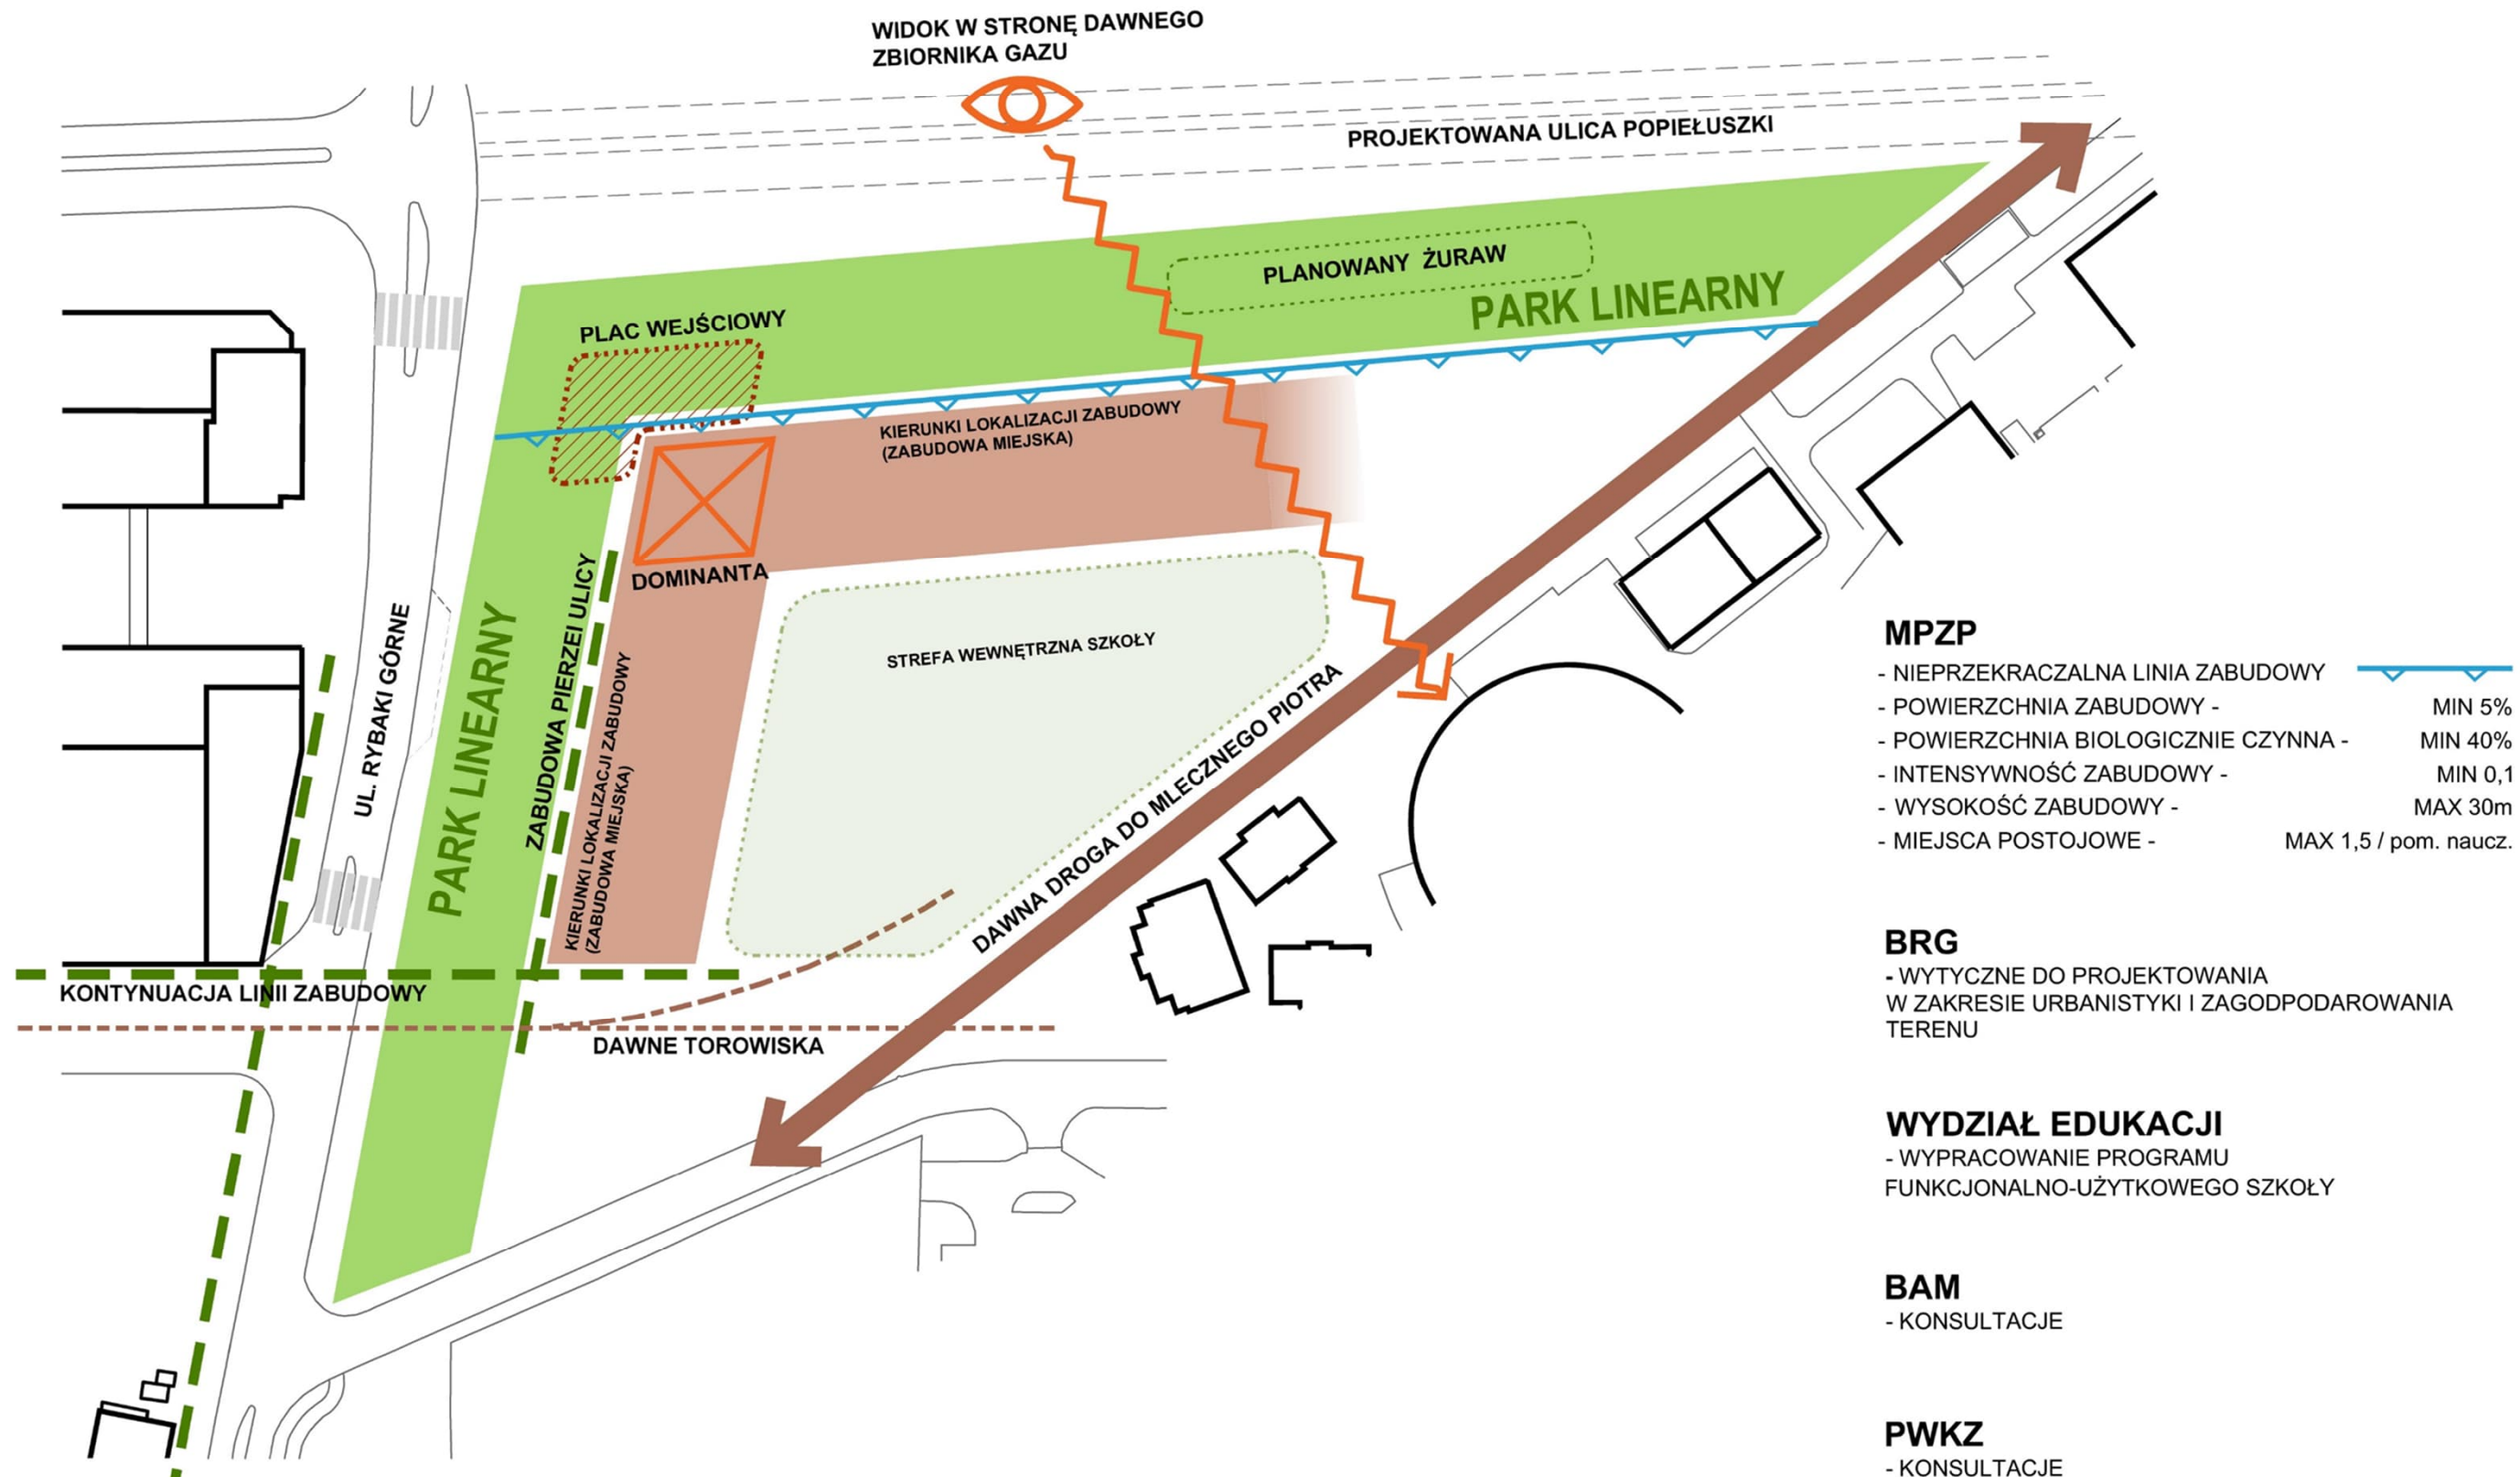 WIDOK W STRONĘ DAWNEGO
ZBIORNIKA GAZU
PROJEKTOWANA ULICA POPIEŁUSZKI
PLANOWANY ŻURAW
PARK LINEARNY
PLAC WEJŚCIOWY
KIERUNKI LOKALIZACJI ZABUDOWY
(ZABUDOWA MIEJSKA)
DOMINANTA
STREFA WEWNĘTRZNA SZKOŁY
UL. RYBAKI GÓRNE
PARK LINEARNY
ZABUDOWA PIERZEI ULICY
KIERUNKI LOKALIZACJI ZABUDOWY
(ZABUDOWA MIEJSKA)
DAWNA DROGA DO MLECZNEGO PIOTRA
KONTYNUACJA LINII ZABUDOWY
DAWNE TOROWISKA
MPZP
- NIEPRZEKRACZALNA LINIA ZABUDOWY
- POWIERZCHNIA ZABUDOWY - MIN 5%
- POWIERZCHNIA BIOLOGICZNIE CZYNNA - MIN 40%
- INTENSYWNOŚĆ ZABUDOWY - MIN 0,1
- WYSOKOŚĆ ZABUDOWY - MAX 30m
- MIEJSCA POSTOJOWE - MAX 1,5 / pom. naucz.
BRG
- WYTYCZNE DO PROJEKTOWANIA
W ZAKRESIE URBANISTYKI I ZAGODPODAROWANIA
TERENU
WYDZIAŁ EDUKACJI
- WYPRACOWANIE PROGRAMU
FUNKCJONALNO-UŻYTKOWEGO SZKOŁY
BAM
- KONSULTACJE
PWKZ
- KONSULTACJE